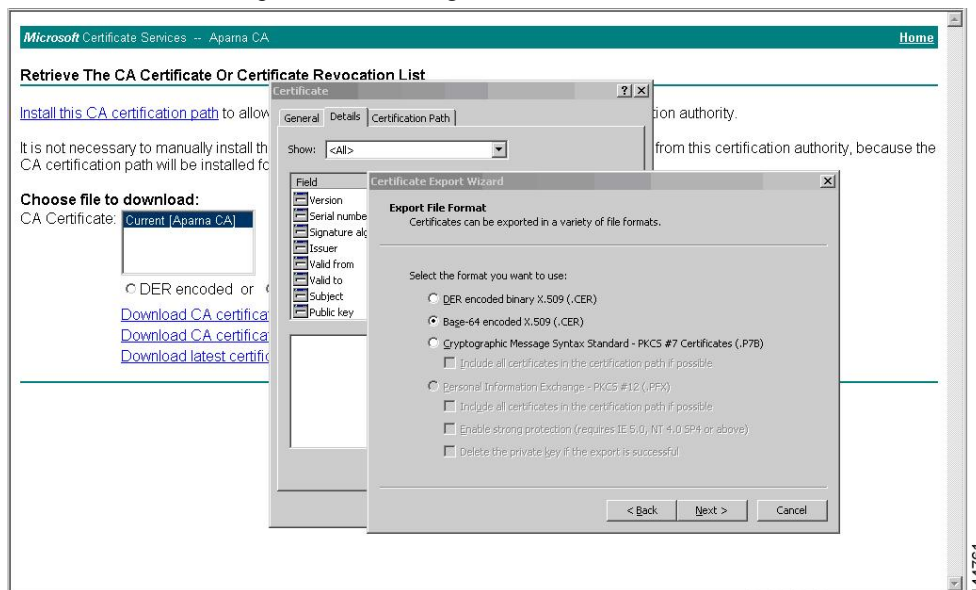 Microsoft Certificate Services -- Aparna CA Home
Retrieve The CA Certificate Or Certificate Revocation List
Install this CA certification path to allow
tion authority.
It is not necessary to manually install th
from this certification authority, because the
CA certification path will be installed fo
Choose file to download:
CA Certificate: Current [Aparna CA]
DER encoded or
Download CA certifica
Download CA certifica
Download latest certific
Certificate
General Details Certification Path
Show: <All>
Field
Version
Serial numbe
Signature alg
Issuer
Valid from
Valid to
Subject
Public key
Certificate Export Wizard
Export File Format
Certificates can be exported in a variety of file formats.
Select the format you want to use:
DER encoded binary X.509 (.CER)
Base-64 encoded X.509 (.CER)
Cryptographic Message Syntax Standard - PKCS #7 Certificates (.P7B)
Include all certificates in the certification path if possible
Personal Information Exchange - PKCS #12 (.PFX)
Include all certificates in the certification path if possible
Enable strong protection (requires IE 5.0, NT 4.0 SP4 or above)
Delete the private key if the export is successful
< Back Next > Cancel